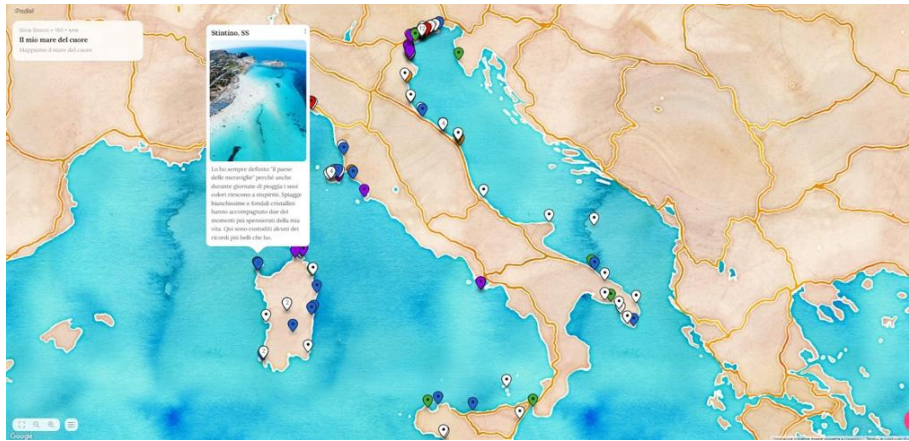 :Padlet
Il mio mare del cuore
Mappiamo il mare del cuore
Stintino, SS
Lo ho sempre definito "il paese
delle meraviglie" perché anche
durante giornate di pioggia i suoi
colori riescono a stupirmi. Spiagge
bianchissime e fondali cristallini
hanno accompagnato due dei
momenti più spensierati della mia
vita. Qui sono custoditi alcuni dei
ricordi più belli che ho.
Google